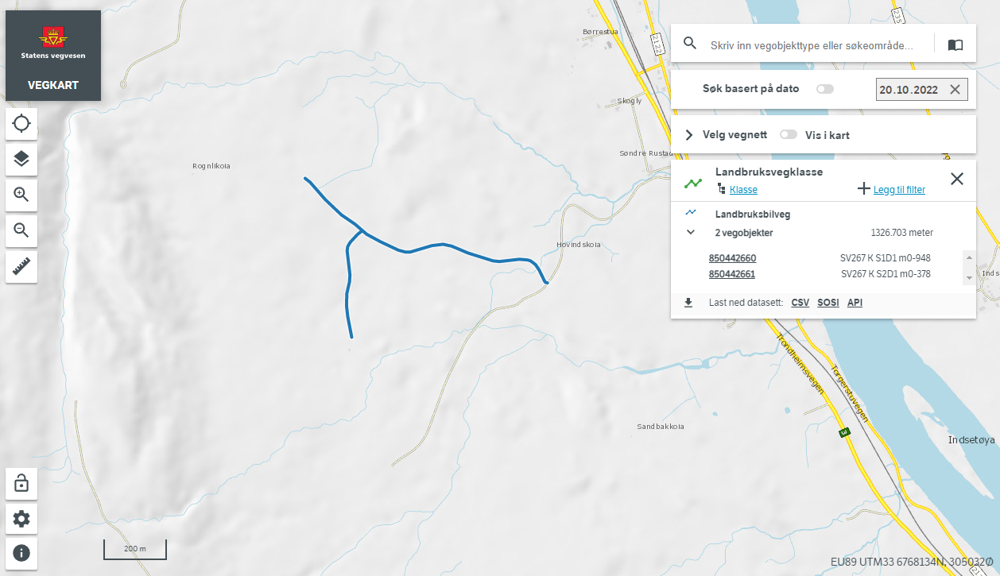 Statens vegvesen
VEGKART
Børrestua
2122
235
Skogly
Søndre Rustad
Rognlikoia
Hovindskoia
Sandbakkoia
Trondheimsvegen
Torgerstuvegen
3
Indsetøya
Inds
Skriv inn vegobjekttype eller søkeområde...
Søk basert på dato
20.10.2022
Velg vegnett
Vis i kart
Landbruksvegklasse
Klasse
Legg til filter
Landbruksbilveg
2 vegobjekter
1326.703 meter
850442660
SV267 K S1D1 m0-948
850442661
SV267 K S2D1 m0-378
Last ned datasett: CSV SOSI API
200 m
EU89 UTM33 6768134N, 305032Ø